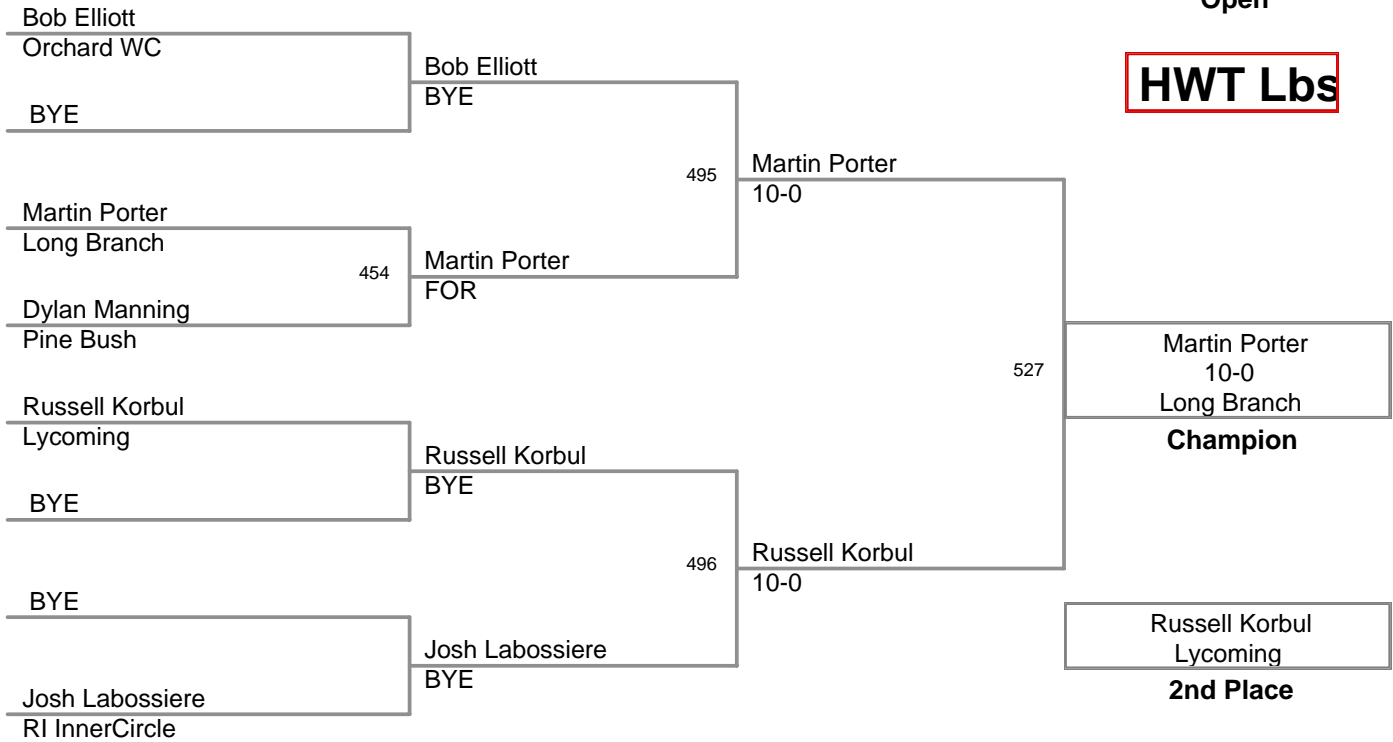 Open
HWT Lbs
Bob Elliott
Orchard WC
BYE
Martin Porter
Long Branch
454
Dylan Manning
Pine Bush
Russell Korbul
Lycoming
BYE
BYE
Josh Labossiere
RI InnerCircle
Bob Elliott
BYE
495
Martin Porter
FOR
Russell Korbul
BYE
496
Josh Labossiere
BYE
Martin Porter
10-0
527
Russell Korbul
10-0
Martin Porter
10-0
Long Branch
Champion
Russell Korbul
Lycoming
2nd Place